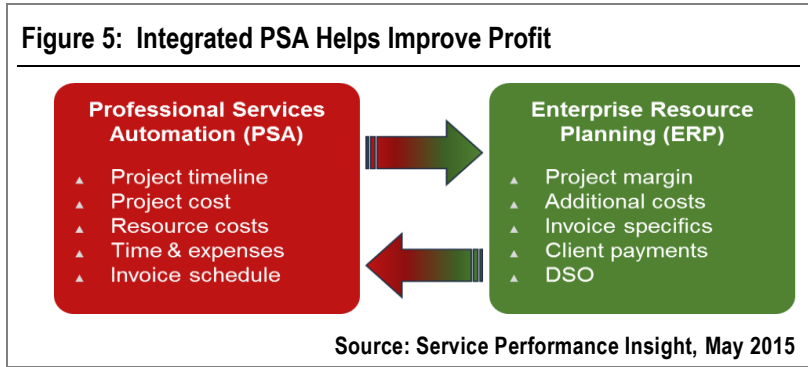 Figure 5: Integrated PSA Helps Improve Profit
Professional Services
Automation (PSA)
Project timeline
Project cost
Resource costs
Time & expenses
Invoice schedule
Enterprise Resource
Planning (ERP)
Project margin
Additional costs
Invoice specifics
Client payments
DSO
Source: Service Performance Insight, May 2015